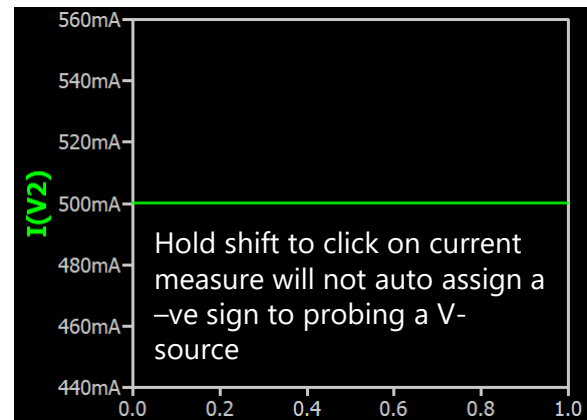 560mA
540mA
520mA
I(V2)
500mA
Hold shift to click on current
measure will not auto assign a
–ve sign to probing a V-
source
480mA
460mA
440mA
0.0 0.2 0.4 0.6 0.8 1.0